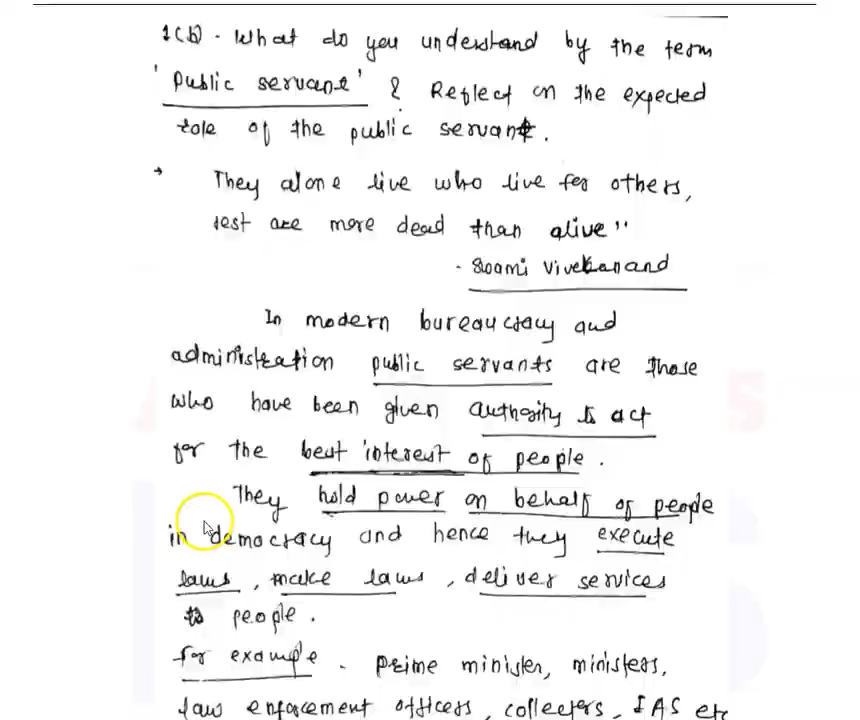 1(b) - What do you understand by the term
'Public servant' ? Reflect on the expected
role of the public servant.
→ They alone live who live for others,
rest are more dead than alive"
- Swami Vivekanand
In modern bureaucracy and
administration public servants are those
who have been given authority to act
for the best interest of people.
They hold power on behalf of people
in democracy and hence they execute
laws, make laws, deliver services
to people.
for example - Prime minister, ministers,
law enforcement officers, collectors, IAS etc